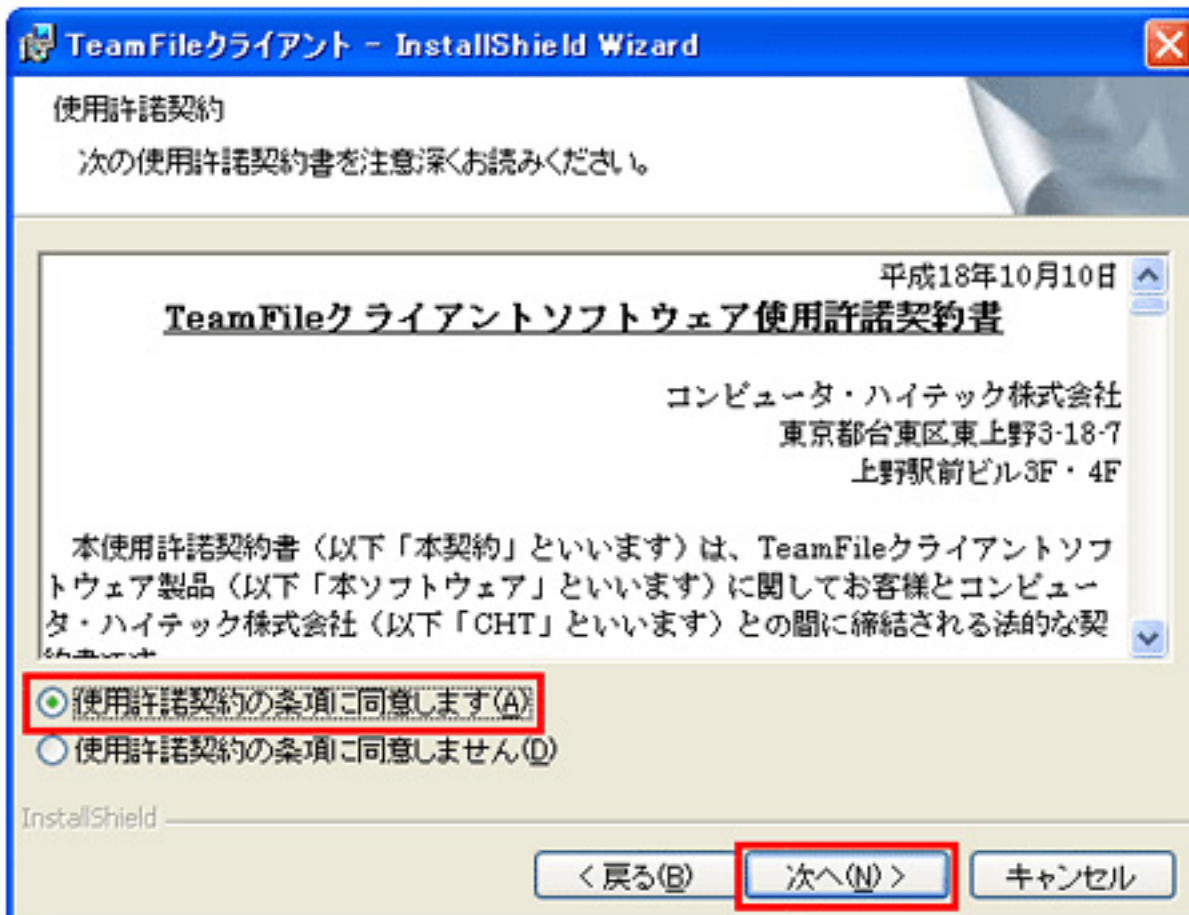 TeamFileクライアント - InstallShield Wizard
使用許諾契約
次の使用許諾契約書を注意深くお読みください。
平成18年10月10日
TeamFileクライアントソフトウェア使用許諾契約書
コンピュータ・ハイテック株式会社
東京都台東区東上野3-18-7
上野駅前ビル3F・4F
本使用許諾契約書（以下「本契約」といいます）は、TeamFileクライアントソフ
トウェア製品（以下「本ソフトウェア」といいます）に関してお客様とコンピュー
タ・ハイテック株式会社（以下「CHT」といいます）との間に締結される法的な契
使用許諾契約の条項に同意します(A)
使用許諾契約の条項に同意しません(D)
InstallShield
< 戻る(B)
次へ(N) >
キャンセル